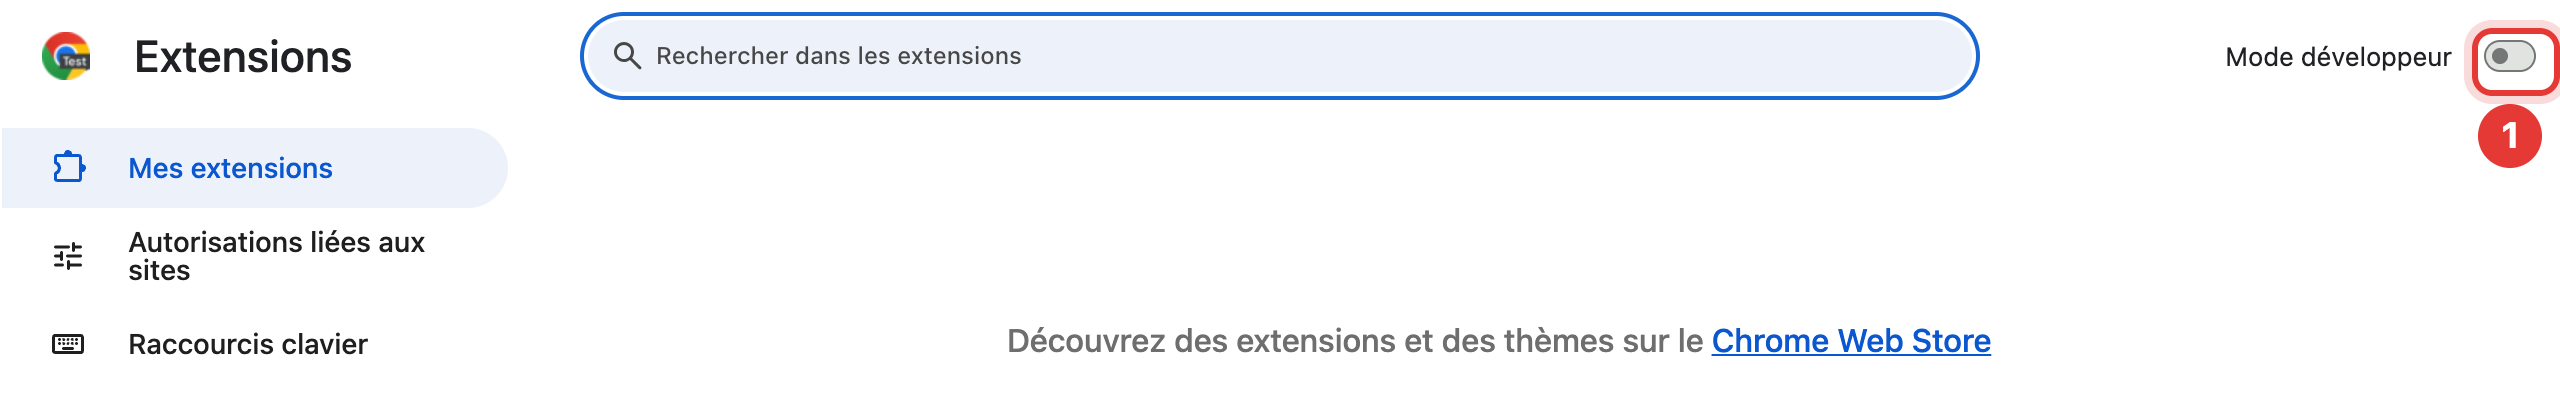 Test
Extensions
Rechercher dans les extensions
Mode développeur
1
Mes extensions
Autorisations liées aux
sites
Raccourcis clavier
Découvrez des extensions et des thèmes sur le Chrome Web Store